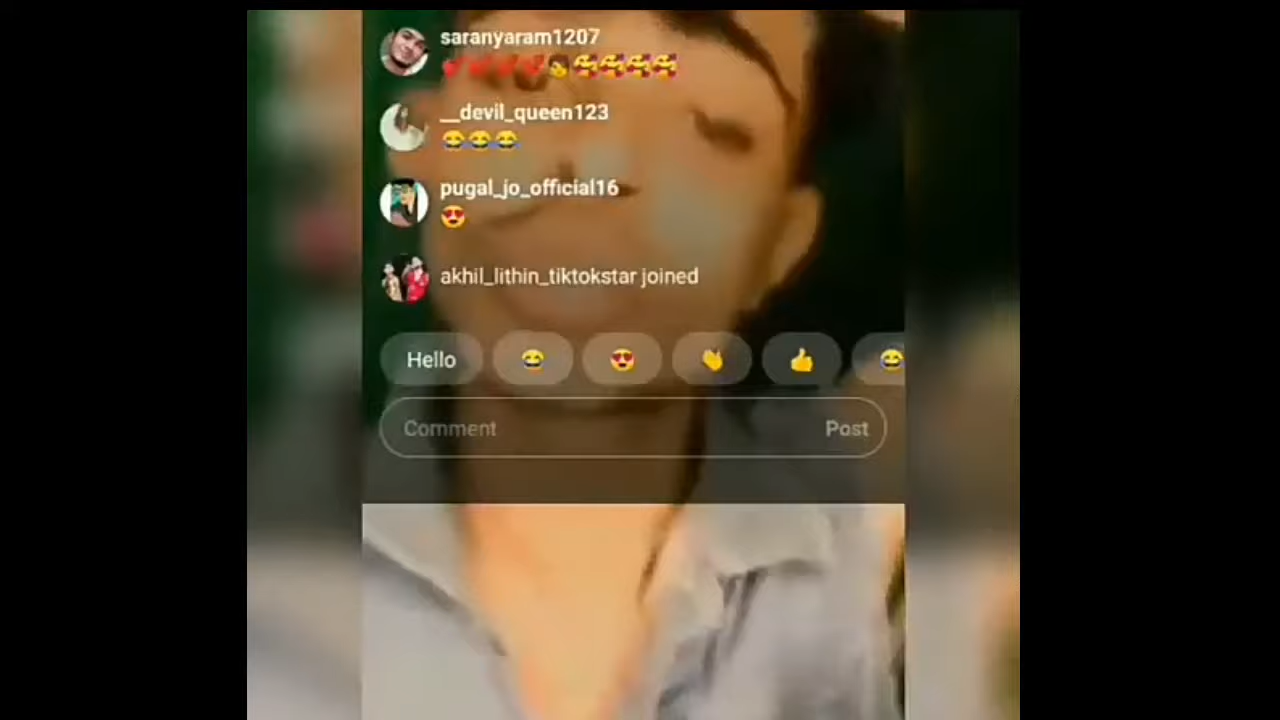 saranyaram1207
❤️❤️❤️❤️🙋🥰🥰🥰🥰
__devil_queen123
😂😂😂
pugal_jo_official16
😍
akhil_lithin_tiktokstar joined
Hello 😂 😍 👏 👍 😂
Comment Post